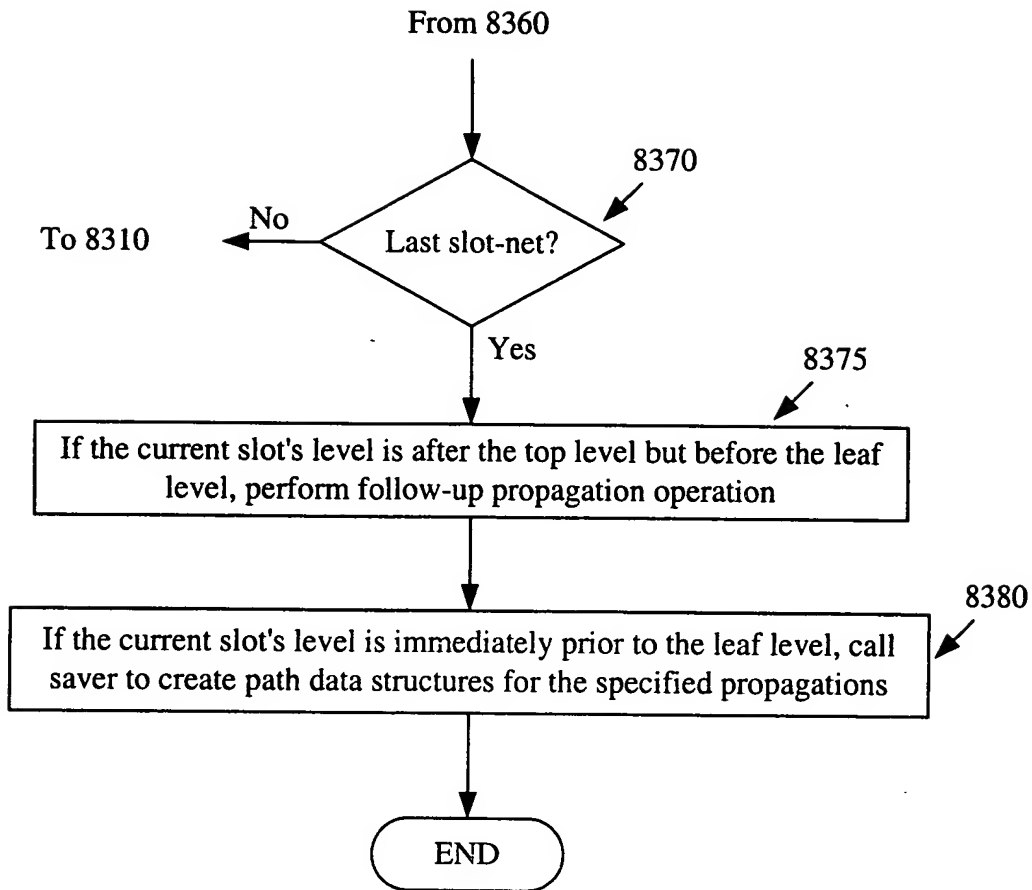 From 8360
8370
No
To 8310
Last slot-net?
Yes
8375
If the current slot's level is after the top level but before the leaf
level, perform follow-up propagation operation
8380
If the current slot's level is immediately prior to the leaf level, call
saver to create path data structures for the specified propagations
END